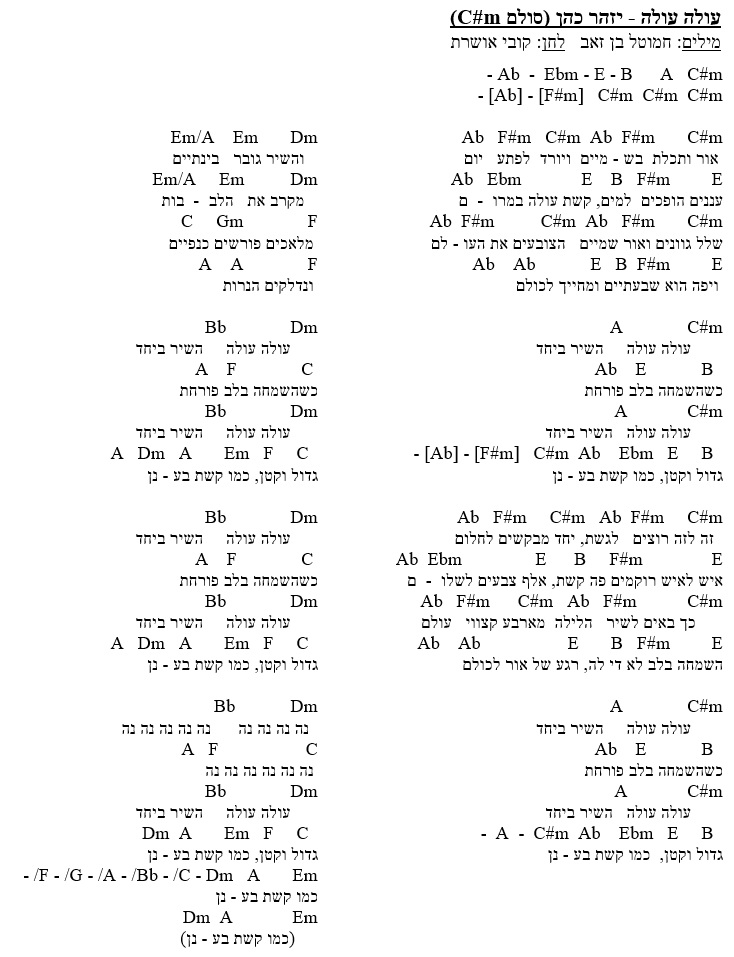 עולה עולה - יזהר כהן (סולם C#m)
מילים: חמוטל בן זאב   לחן: קובי אושרת
- Ab  -  Ebm - E - B      A   C#m
- [Ab] - [F#m]   C#m  C#m  C#m
Ab   F#m   C#m  Ab  F#m       C#m
אור ותכלת  בש - מיים  ויורד  לפתע   יום
Ab   Ebm             E    B   F#m         E
עננים הופכים  למים, קשת עולה במרו  -  ם
Ab  F#m          C#m  Ab   F#m       C#m
שלל גוונים ואור שמיים   הצובעים את העו - לם
Ab    Ab            E   B  F#m         E
ויפה הוא שבעתיים ומחייך לכולם
A               C#m
עולה עולה     השיר ביחד
Ab    E             B
כשהשמחה בלב פורחת
A              C#m
עולה עולה   השיר ביחד
- [Ab] - [F#m]   C#m  Ab    Ebm   E     B
גדול וקטן, כמו קשת בע - נן
Ab   F#m     C#m   Ab  F#m     C#m
זה לזה רוצים   לגשת, יחד מבקשים לחלום
Ab  Ebm                E       B     F#m               E
איש לאיש רוקמים פה קשת, אלף צבעים לשלו  -  ם
Ab   F#m      C#m   Ab   F#m            C#m
כך באים לשיר   הלילה  מארבע קצווי   עולם
Ab    Ab                   E       B   F#m         E
השמחה בלב לא די לה, רגע של אור לכולם
A               C#m
עולה עולה     השיר ביחד
Ab    E             B
כשהשמחה בלב פורחת
A              C#m
עולה עולה     השיר ביחד
-  A  -  C#m  Ab    Ebm   E     B
גדול וקטן,  כמו קשת בע - נן
Em/A    Em       Dm
והשיר גובר   בינתיים
Em/A      Em          Dm
מקרב את   הלב  -  בות
C     Gm              F
מלאכים פורשים כנפיים
A    A              F
ונדלקים הנרות
Bb              Dm
עולה עולה     השיר ביחד
A    F              C
כשהשמחה בלב פורחת
Bb              Dm
עולה עולה     השיר ביחד
A   Dm   A       Em   F     C
גדול וקטן, כמו קשת בע - נן
Bb              Dm
עולה עולה     השיר ביחד
A    F              C
כשהשמחה בלב פורחת
Bb              Dm
עולה עולה     השיר ביחד
A   Dm   A       Em   F    C
גדול וקטן, כמו קשת בע - נן
Bb            Dm
נה נה נה נה      נה נה נה נה נה
A   F                   C
נה נה נה נה נה נה
Bb              Dm
עולה עולה     השיר ביחד
Dm  A       Em   F     C
גדול וקטן, כמו קשת בע - נן
- /F - /G - /A - /Bb - /C - Dm   A       Em
כמו קשת בע - נן
Dm  A             Em
(כמו קשת בע - נן)